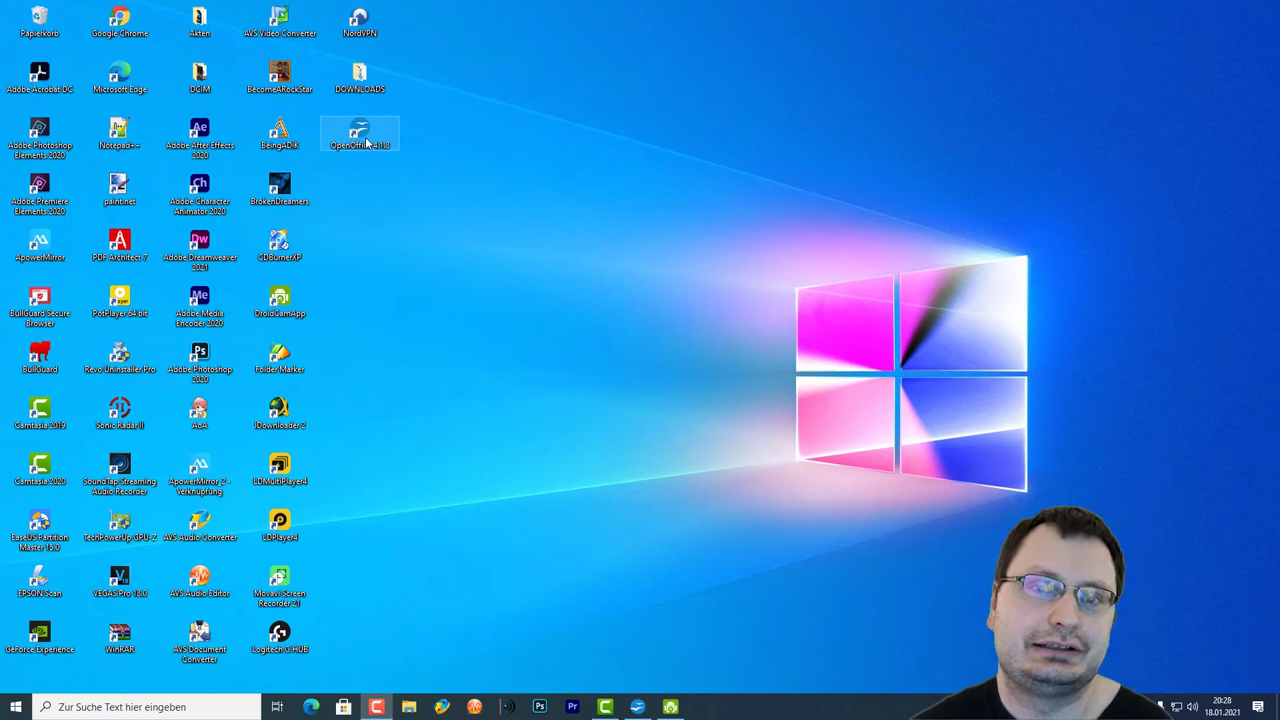 Papierkorb
Google Chrome
Akten
AVS Video Converter
NordVPN
Adobe Acrobat DC
Microsoft Edge
DCIM
BecomeARockStar
DOWNLOADS
Adobe Photoshop
Elements 2020
Notepad++
Adobe After Effects
2020
BeingADIK
Adobe Premiere
Elements 2020
paint.net
Adobe Character
Animator 2020
BrokenDreamers
ApowerMirror
PDF Architect 7
Adobe Dreamweaver
2021
CDBurnerXP
BullGuard Secure
Browser
PotPlayer 64 bit
Adobe Media
Encoder 2020
DroidCamApp
BullGuard
Revo Uninstaller Pro
Adobe Photoshop
2020
Folder Marker
Camtasia 2019
Sonic Radar II
AoA
JDownloader 2
Camtasia 2020
SoundTap Streaming
Audio Recorder
ApowerMirror_2 -
Verknüpfung
LDMultiPlayer4
EaseUS Partition
Master 15.0
TechPowerUp GPU-Z
AVS Audio Converter
LDPlayer4
EPSON Scan
VEGAS Pro 18.0
AVS Audio Editor
Movavi Screen
Recorder 21
GeForce Experience
WinRAR
AVS Document
Converter
Logitech G HUB
Zur Suche Text hier eingeben
20:28
18.01.2021